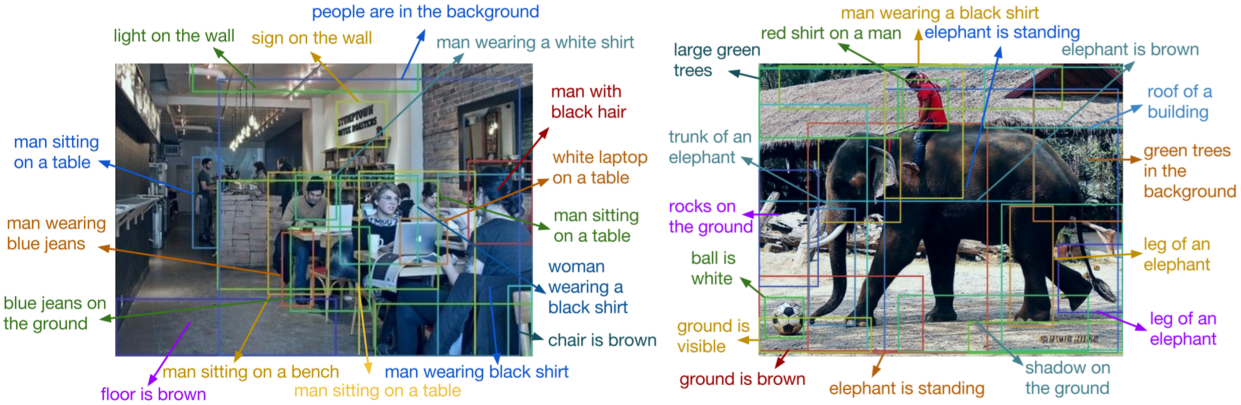 people are in the background
light on the wall
sign on the wall
man wearing a white shirt
man with
black hair
man sitting
on a table
white laptop
on a table
man wearing
blue jeans
man sitting
on a table
woman
wearing a
black shirt
blue jeans on
the ground
chair is brown
man sitting on a bench
man wearing black shirt
floor is brown
man sitting on a table
STUMPTOWN
COFFEE ROASTERS
man wearing a black shirt
red shirt on a man
elephant is standing
large green
trees
elephant is brown
roof of a
building
trunk of an
elephant
green trees
in the
background
rocks on
the ground
ball is
white
leg of an
elephant
ground is
visible
leg of an
elephant
ground is brown
elephant is standing
shadow on
the ground